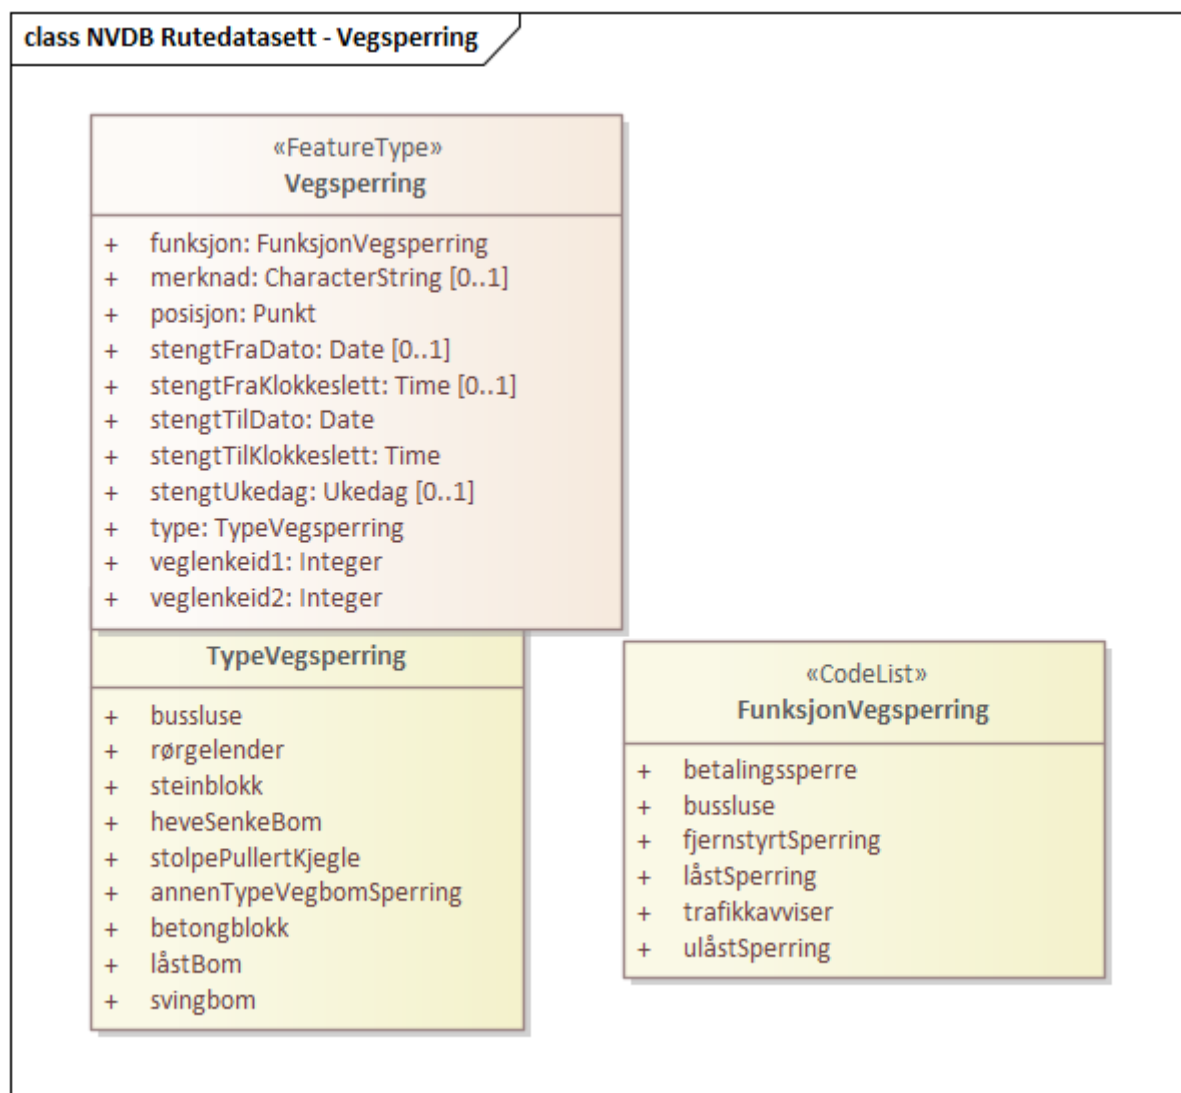 class NVDB Rutedatasett - Vegsperring
«FeatureType»
Vegsperring
+ funksjon: FunksjonVegsperring
+ merknad: CharacterString [0..1]
+ posisjon: Punkt
+ stengtFraDato: Date [0..1]
+ stengtFraKlokkeslett: Time [0..1]
+ stengtTilDato: Date
+ stengtTilKlokkeslett: Time
+ stengtUkedag: Ukedag [0..1]
+ type: TypeVegsperring
+ veglenkeid1: Integer
+ veglenkeid2: Integer
TypeVegsperring
+ bussluse
+ rørgelender
+ steinblokk
+ heveSenkeBom
+ stolpePullertKjegle
+ annenTypeVegbomSperring
+ betongblokk
+ låstBom
+ svingbom
«CodeList»
FunksjonVegsperring
+ betalingssperre
+ bussluse
+ fjernstyrtSperring
+ låstSperring
+ trafikkavviser
+ ulåstSperring